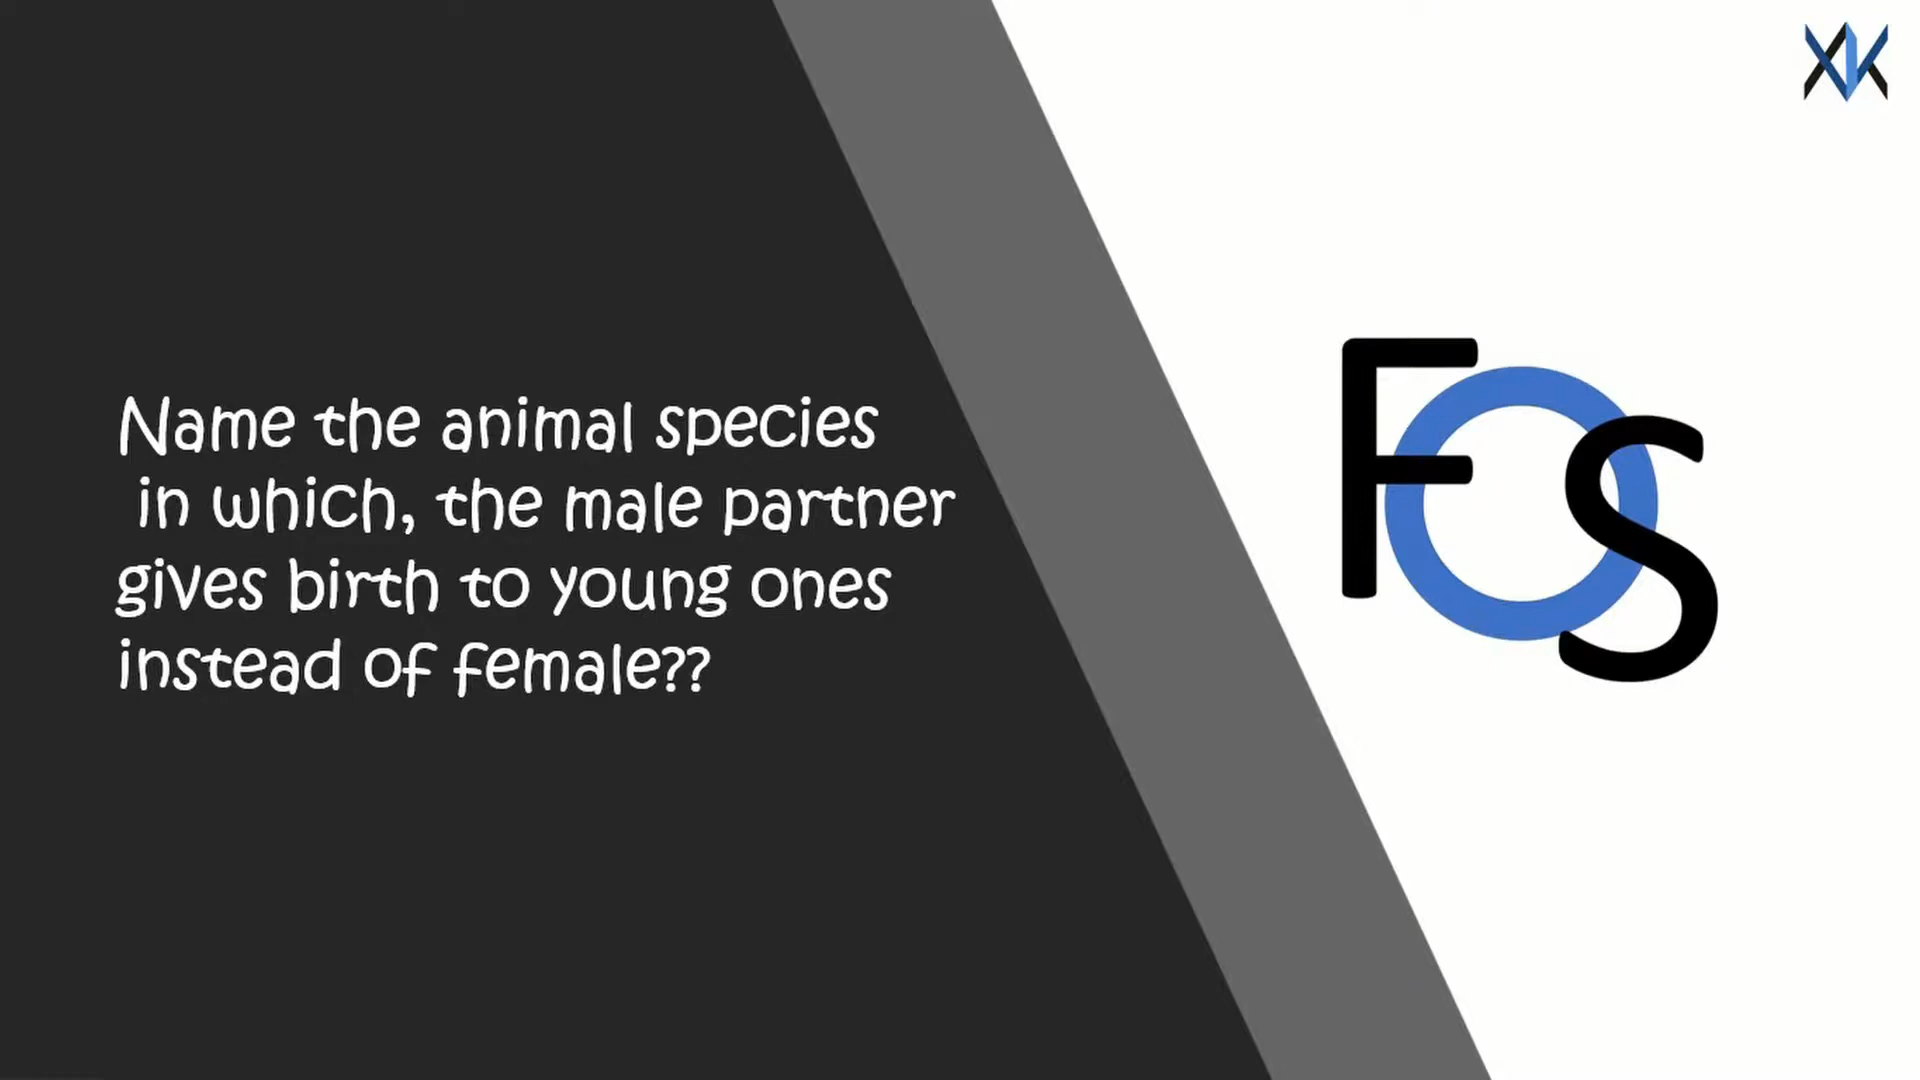 Name the animal species
in which, the male partner
gives birth to young ones
instead of female??
FOS